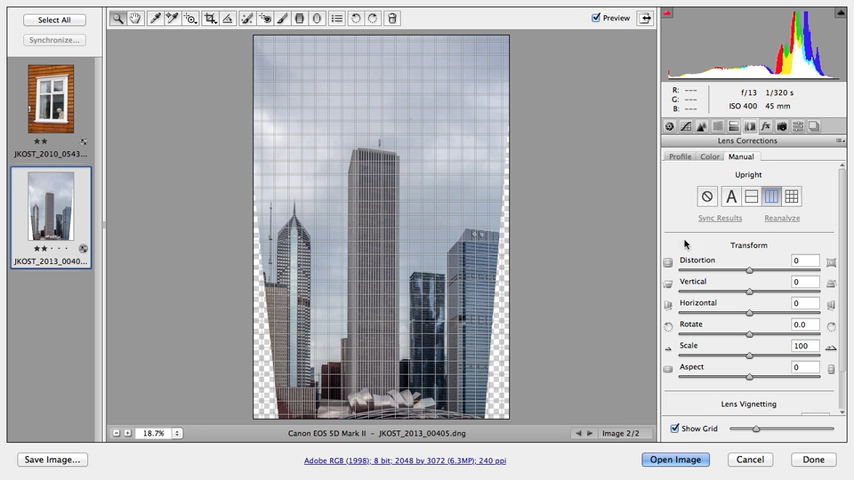 Select All
Synchronize...
JKOST_2010_0543...
JKOST_2013_0040...
Preview
R: ---
G: ---
B: ---
f/13 1/320 s
ISO 400 45 mm
Lens Corrections
Profile Color Manual
Upright
A
Sync Results Reanalyze
Transform
Distortion 0
Vertical 0
Horizontal 0
Rotate 0.0
Scale 100
Aspect 0
Lens Vignetting
Show Grid
18.7%
Canon EOS 5D Mark II - JKOST_2013_00405.dng
Image 2/2
Save Image...
Adobe RGB (1998); 8 bit; 2048 by 3072 (6.3MP); 240 ppi
Open Image
Cancel
Done